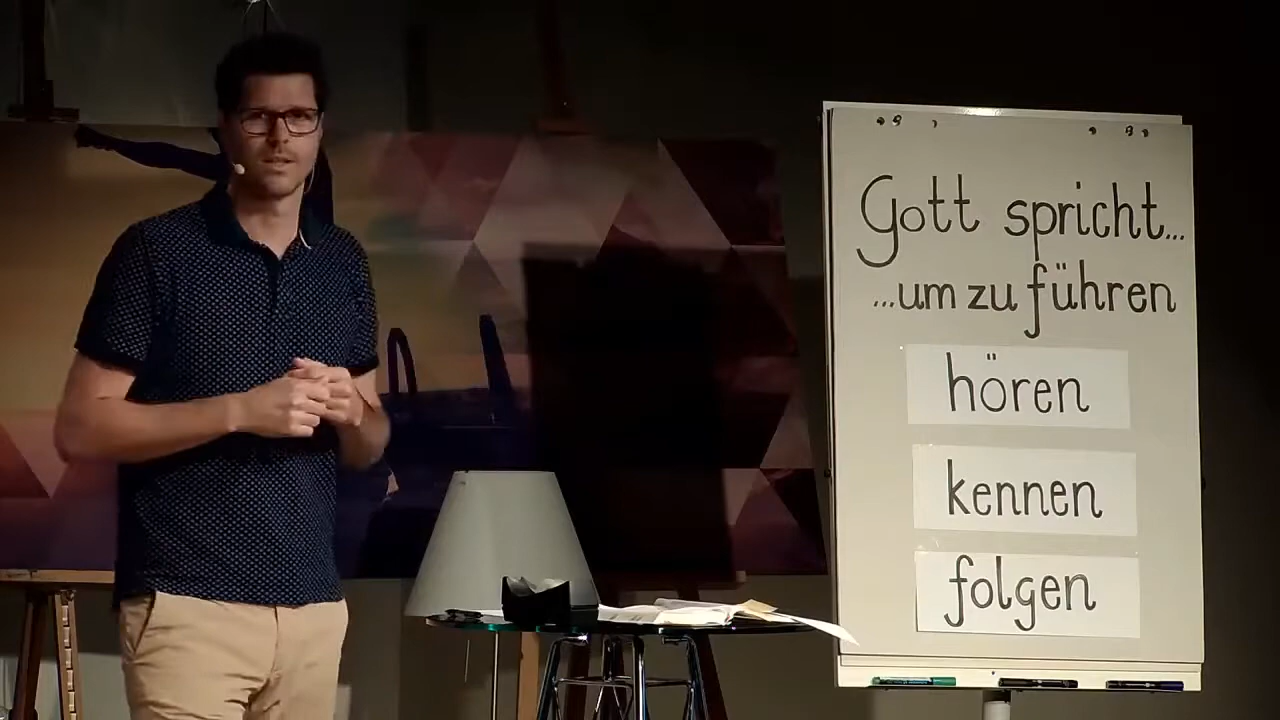 Gott spricht...
...um zu führen
hören
kennen
folgen